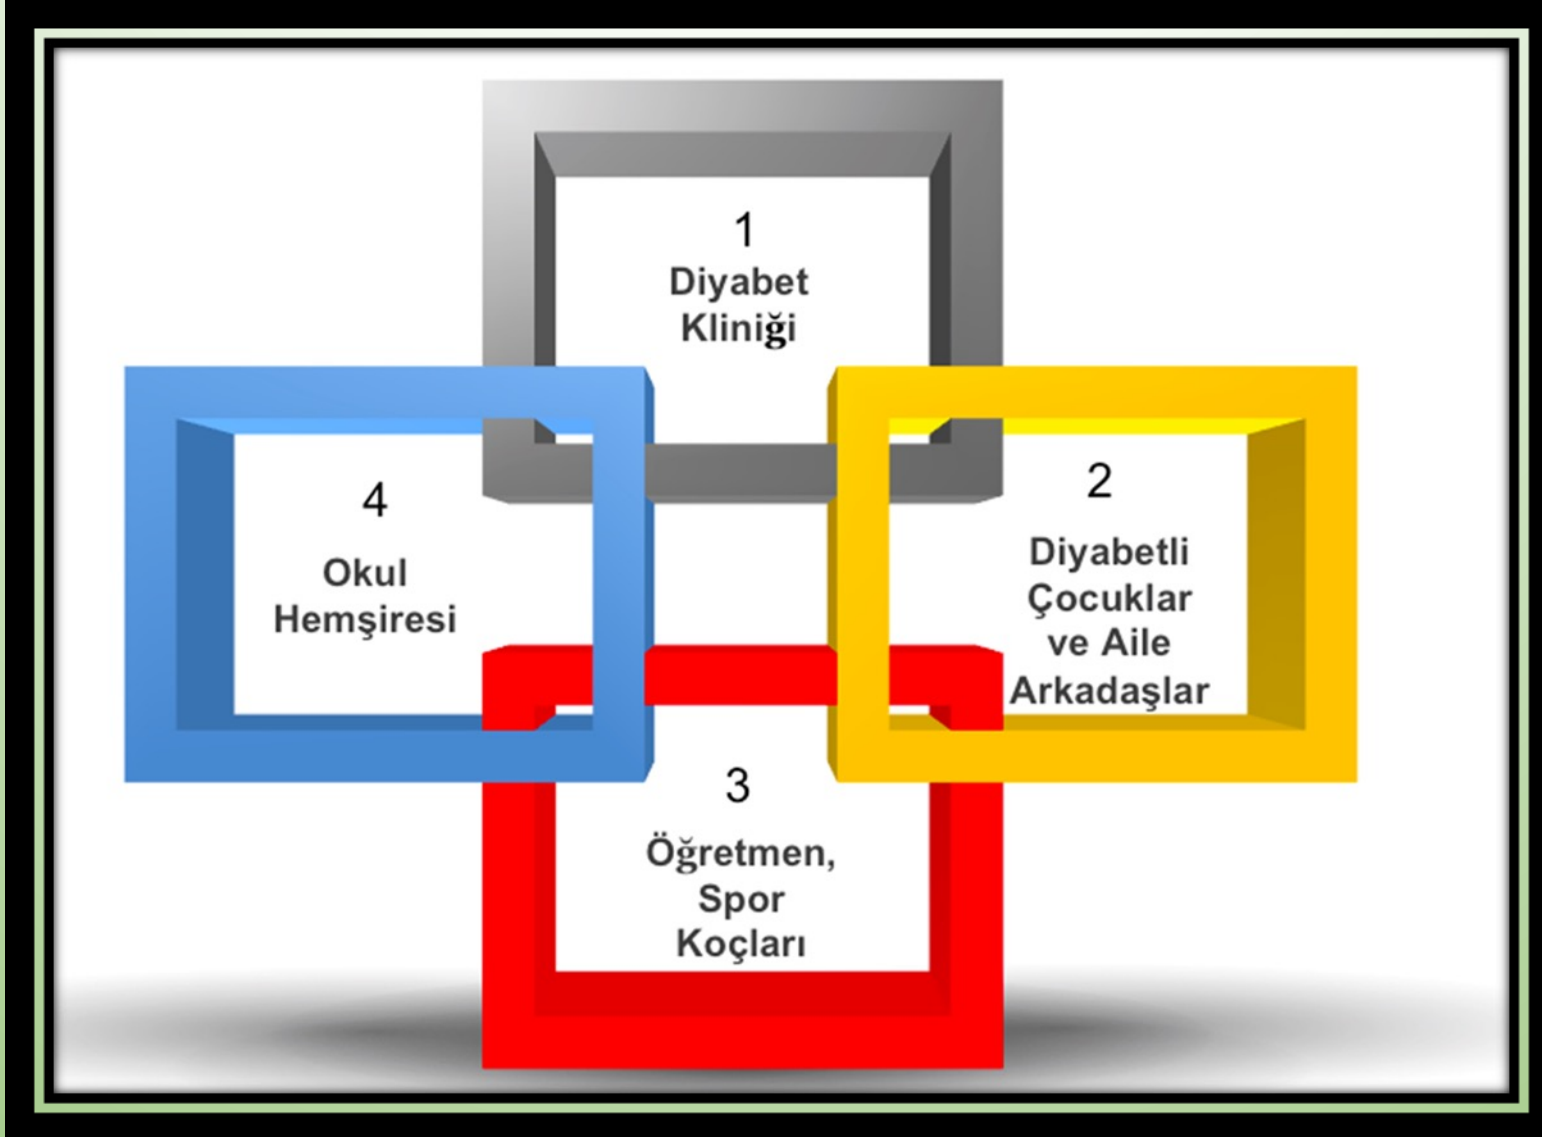 1
Diyabet
Kliniği
2
Diyabetli
Çocuklar
ve Aile
Arkadaşlar
3
Öğretmen,
Spor
Koçları
4
Okul
Hemşiresi